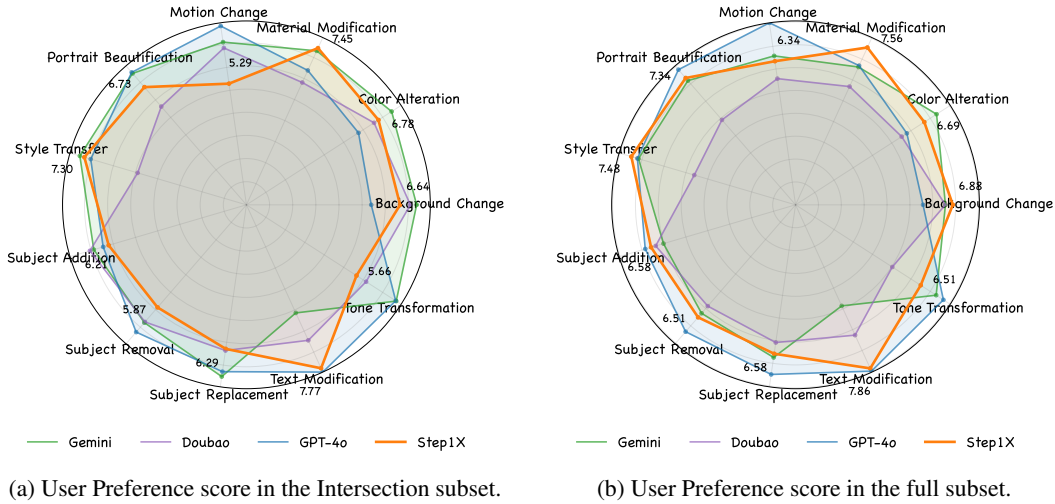 Motion Change
Material Modification
7.45
Portrait Beautification
5.29
6.73
Color Alteration
6.78
Style Transfer
7.30
6.64
Background Change
Subject Addition
6.21
5.66
Tone Transformation
5.87
Subject Removal
6.29
Text Modification
7.77
Subject Replacement
Gemini Doubao GPT-4o Step1X
(a) User Preference score in the Intersection subset.
Motion Change
Material Modification
7.56
6.34
Portrait Beautification
7.34
Color Alteration
6.69
Style Transfer
7.43
6.88
Background Change
Subject Addition
6.58
6.51
Tone Transformation
6.51
Subject Removal
6.58
Text Modification
7.86
Subject Replacement
Gemini Doubao GPT-4o Step1X
(b) User Preference score in the full subset.